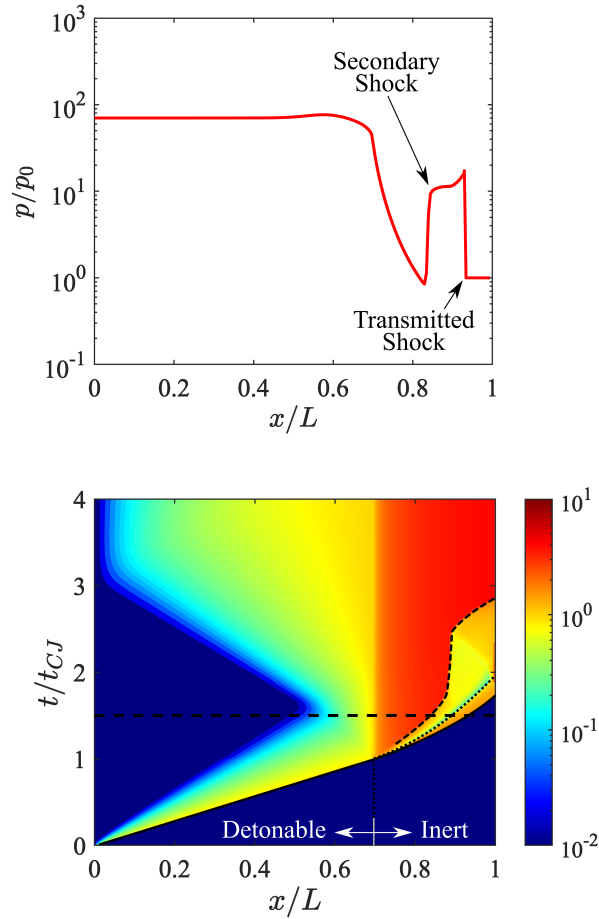 10^3
10^2
10^1
10^0
10^-1
p/p_0
Secondary
Shock
Transmitted
Shock
0 0.2 0.4 0.6 0.8 1
x/L
4
3
2
1
0
t/t_CJ
Detonable
Inert
0 0.2 0.4 0.6 0.8 1
x/L
10^1
10^0
10^-1
10^-2